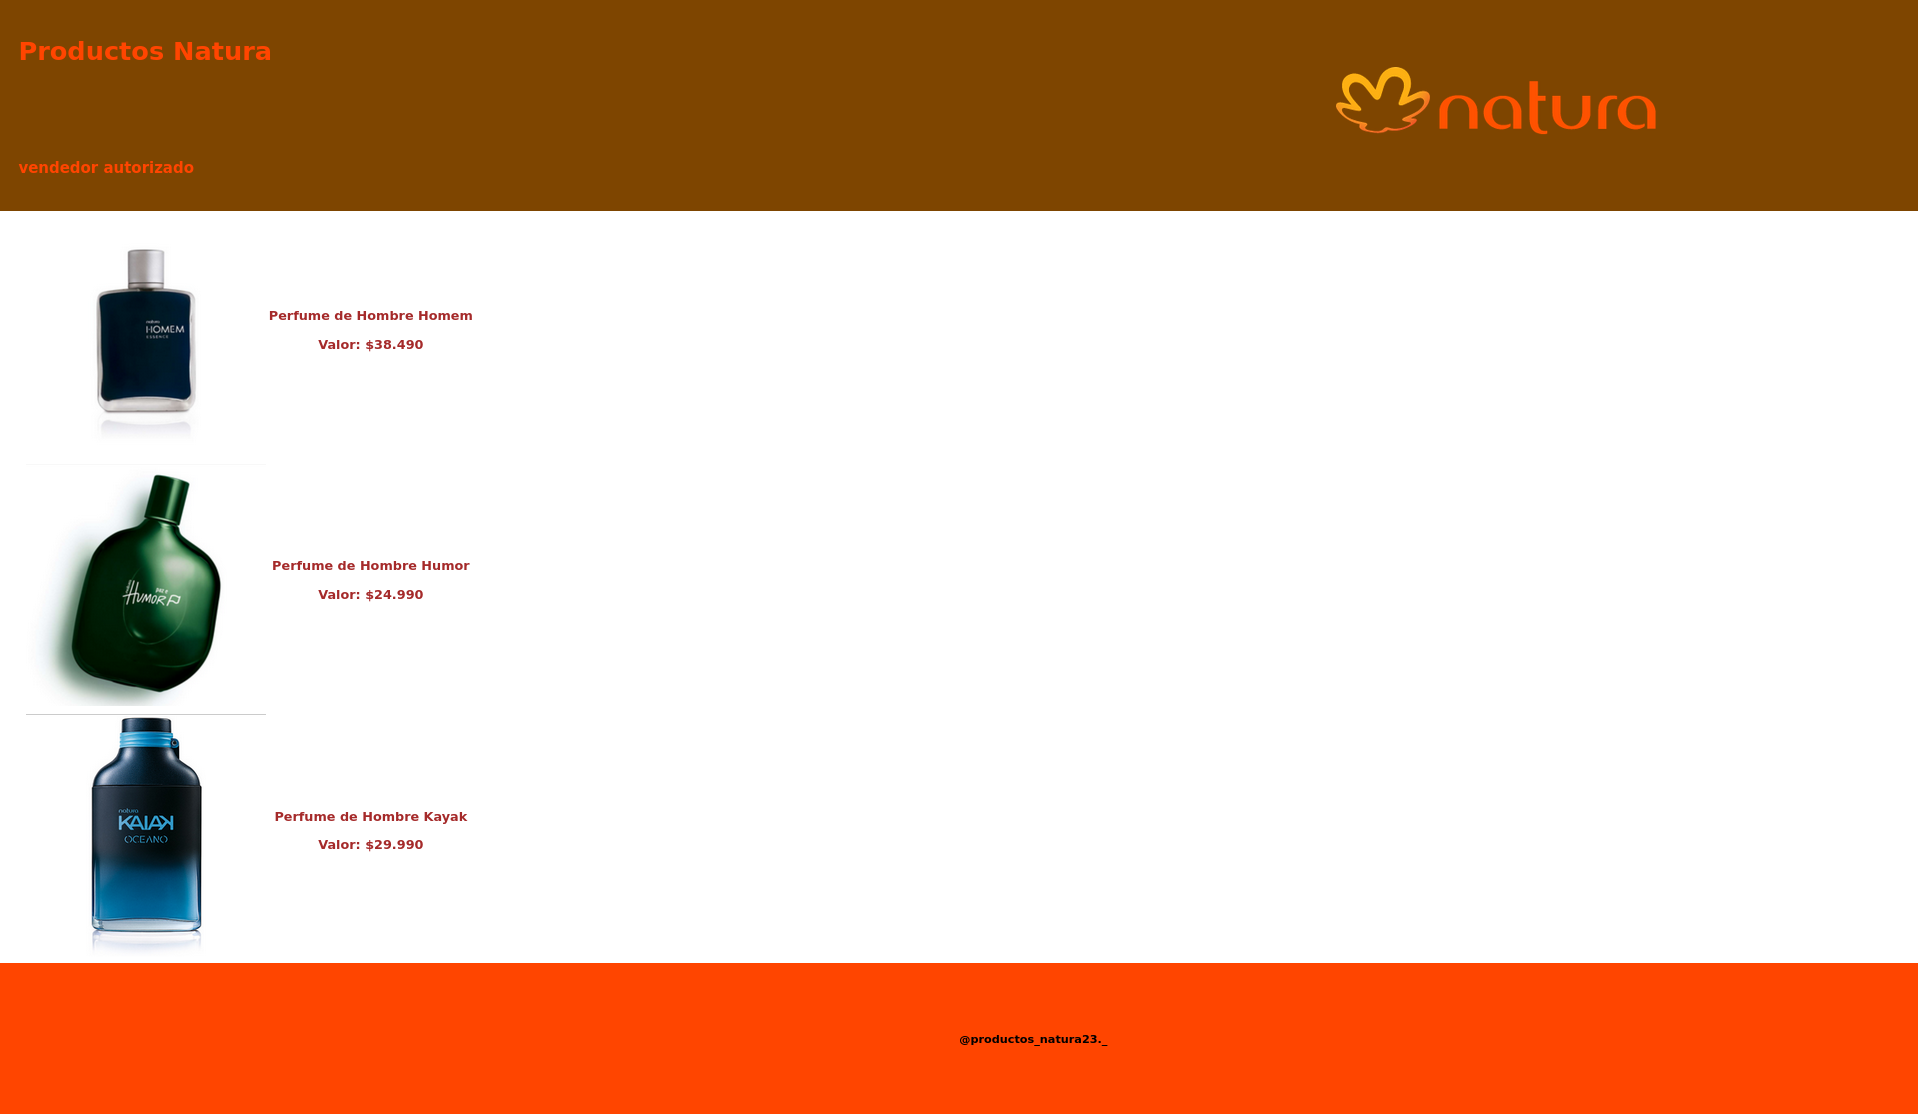 Productos Natura
natura
vendedor autorizado
natura
HOMEM
ESSENCE
Perfume de Hombre Homem
Valor: $38.490
HUMOR
Perfume de Hombre Humor
Valor: $24.990
natura
KAIAK
OCEANO
Perfume de Hombre Kayak
Valor: $29.990
@productos_natura23._